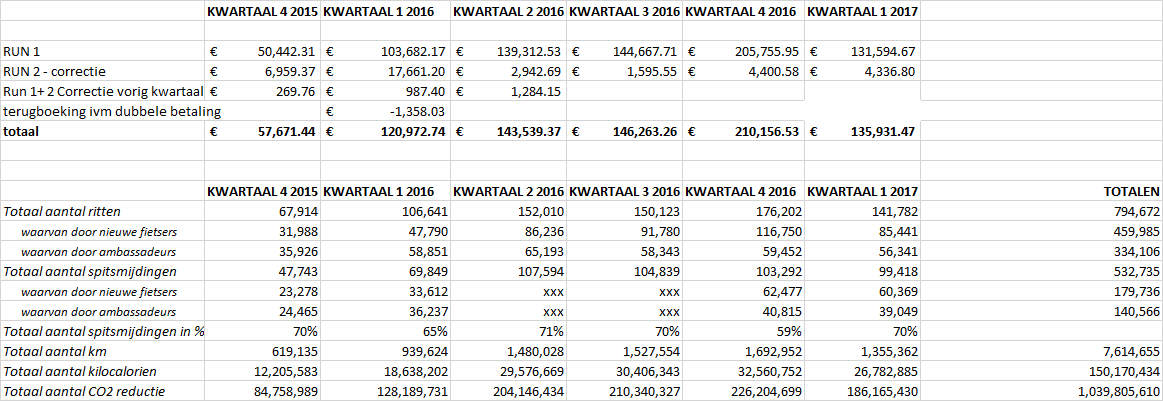 KWARTAAL 4 2015 KWARTAAL 1 2016 KWARTAAL 2 2016 KWARTAAL 3 2016 KWARTAAL 4 2016 KWARTAAL 1 2017
RUN 1 € 50,442.31 € 103,682.17 € 139,312.53 € 144,667.71 € 205,755.95 € 131,594.67
RUN 2 - correctie € 6,959.37 € 17,661.20 € 2,942.69 € 1,595.55 € 4,400.58 € 4,336.80
Run 1+ 2 Correctie vorig kwartaal € 269.76 € 987.40 € 1,284.15
terugboeking ivm dubbele betaling € -1,358.03
totaal € 57,671.44 € 120,972.74 € 143,539.37 € 146,263.26 € 210,156.53 € 135,931.47
KWARTAAL 4 2015 KWARTAAL 1 2016 KWARTAAL 2 2016 KWARTAAL 3 2016 KWARTAAL 4 2016 KWARTAAL 1 2017 TOTALEN
Totaal aantal ritten 67,914 106,641 152,010 150,123 176,202 141,782 794,672
waarvan door nieuwe fietsers 31,988 47,790 86,236 91,780 116,750 85,441 459,985
waarvan door ambassadeurs 35,926 58,851 65,193 58,343 59,452 56,341 334,106
Totaal aantal spitsmijdingen 47,743 69,849 107,594 104,839 103,292 99,418 532,735
waarvan door nieuwe fietsers 23,278 33,612 xxx xxx 62,477 60,369 179,736
waarvan door ambassadeurs 24,465 36,237 xxx xxx 40,815 39,049 140,566
Totaal aantal spitsmijdingen in % 70% 65% 71% 70% 59% 70%
Totaal aantal km 619,135 939,624 1,480,028 1,527,554 1,692,952 1,355,362 7,614,655
Totaal aantal kilocalorien 12,205,583 18,638,202 29,576,669 30,406,343 32,560,752 26,782,885 150,170,434
Totaal aantal CO2 reductie 84,758,989 128,189,731 204,146,434 210,340,327 226,204,699 186,165,430 1,039,805,610